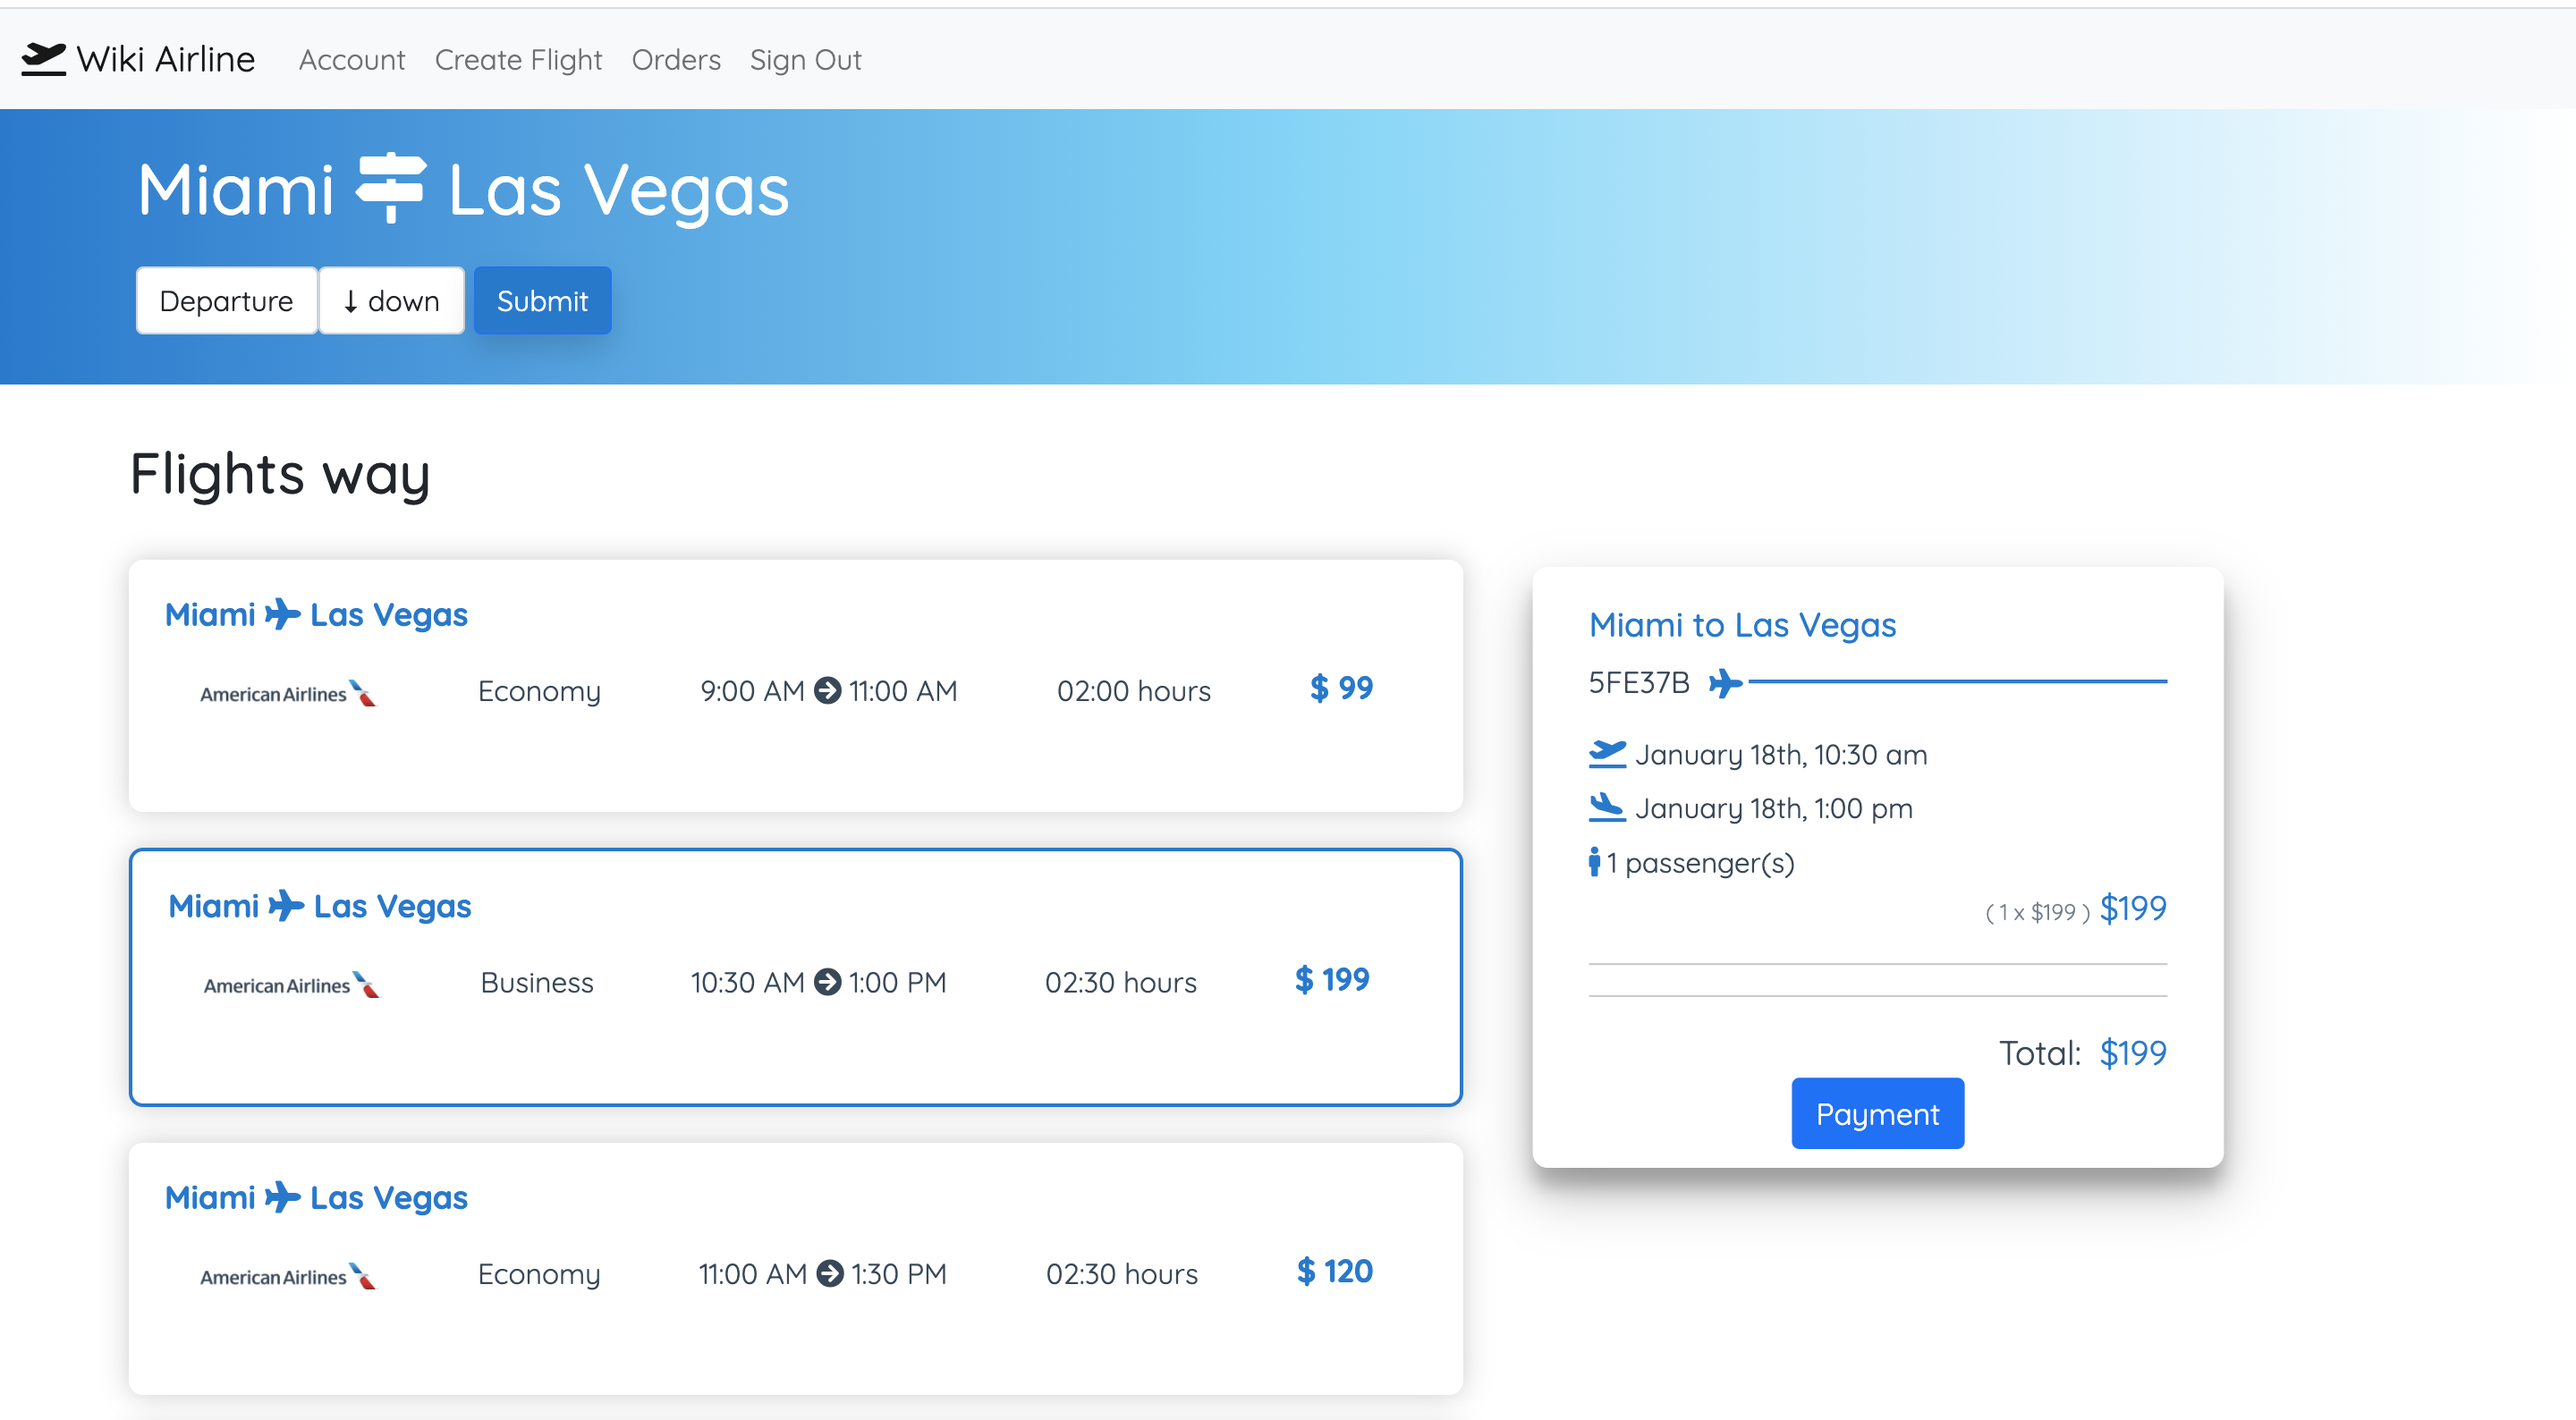 Wiki Airline Account Create Flight Orders Sign Out
Miami Las Vegas
Departure ↓ down Submit
Flights way
Miami Las Vegas
American Airlines Economy 9:00 AM 11:00 AM 02:00 hours $ 99
Miami Las Vegas
American Airlines Business 10:30 AM 1:00 PM 02:30 hours $ 199
Miami Las Vegas
American Airlines Economy 11:00 AM 1:30 PM 02:30 hours $ 120
Miami to Las Vegas
5FE37B
January 18th, 10:30 am
January 18th, 1:00 pm
1 passenger(s)
( 1 x $199 ) $199
Total: $199
Payment